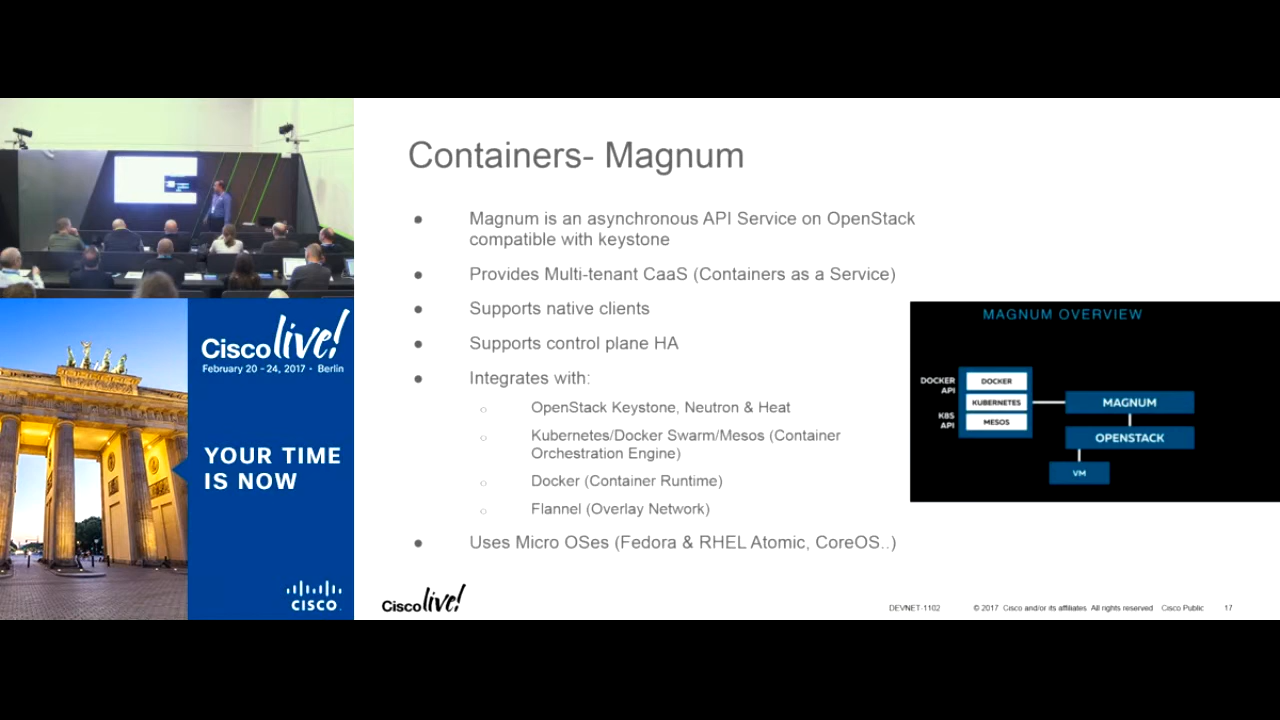 Containers- Magnum
● Magnum is an asynchronous API Service on OpenStack
compatible with keystone
● Provides Multi-tenant CaaS (Containers as a Service)
● Supports native clients
● Supports control plane HA
● Integrates with:
○ OpenStack Keystone, Neutron & Heat
○ Kubernetes/Docker Swarm/Mesos (Container
Orchestration Engine)
○ Docker (Container Runtime)
○ Flannel (Overlay Network)
● Uses Micro OSes (Fedora & RHEL Atomic, CoreOS..)
MAGNUM OVERVIEW
DOCKER
API
K8S
API
DOCKER
KUBERNETES
MESOS
MAGNUM
OPENSTACK
VM
Cisco live!
February 20 - 24, 2017 • Berlin
YOUR TIME
IS NOW
CISCO.
Cisco live!
DEVNET-1102 © 2017 Cisco and/or its affiliates. All rights reserved. Cisco Public 17